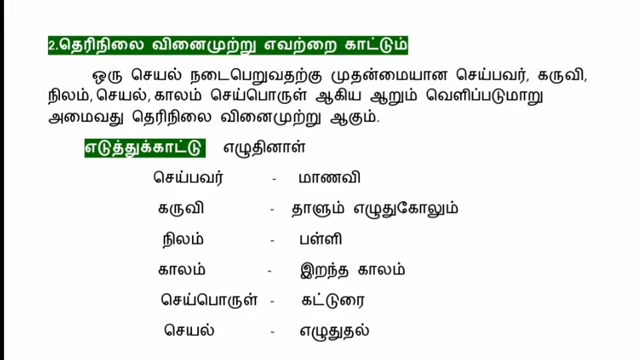 2.தெரிநிலை வினைமுற்று எவற்றை காட்டும்
ஒரு செயல் நடைபெறுவதற்கு முதன்மையான செய்பவர், கருவி,
நிலம், செயல், காலம் செய்பொருள் ஆகிய ஆறும் வெளிப்படுமாறு
அமைவது தெரிநிலை வினைமுற்று ஆகும்.
எடுத்துக்காட்டு எழுதினாள்
செய்பவர் - மாணவி
கருவி - தாளும் எழுதுகோலும்
நிலம் - பள்ளி
காலம் - இறந்த காலம்
செய்பொருள் - கட்டுரை
செயல் - எழுதுதல்